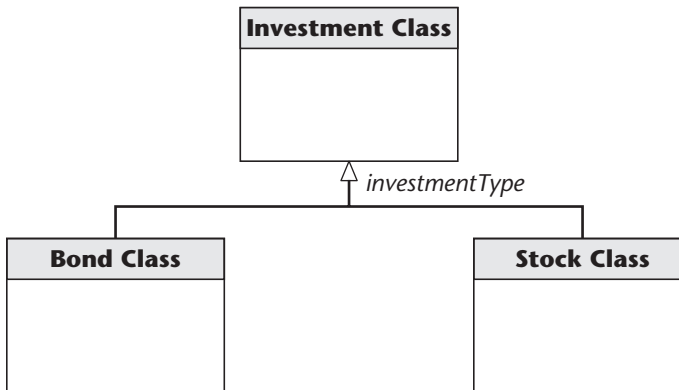 Investment Class
investmentType
Bond Class
Stock Class